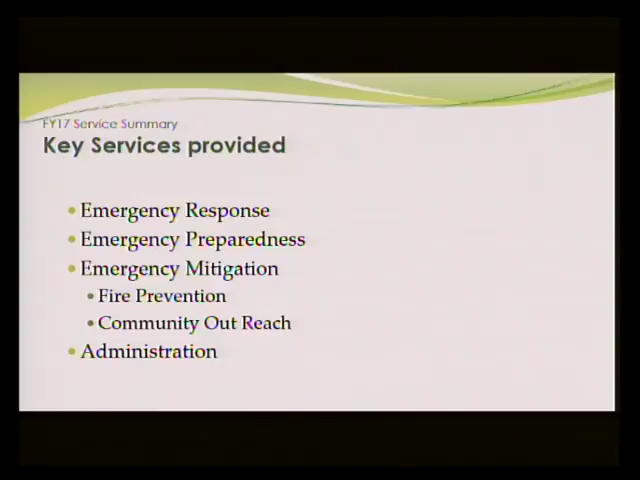 FY17 Service Summary
Key Services provided
Emergency Response
Emergency Preparedness
Emergency Mitigation
Fire Prevention
Community Out Reach
Administration